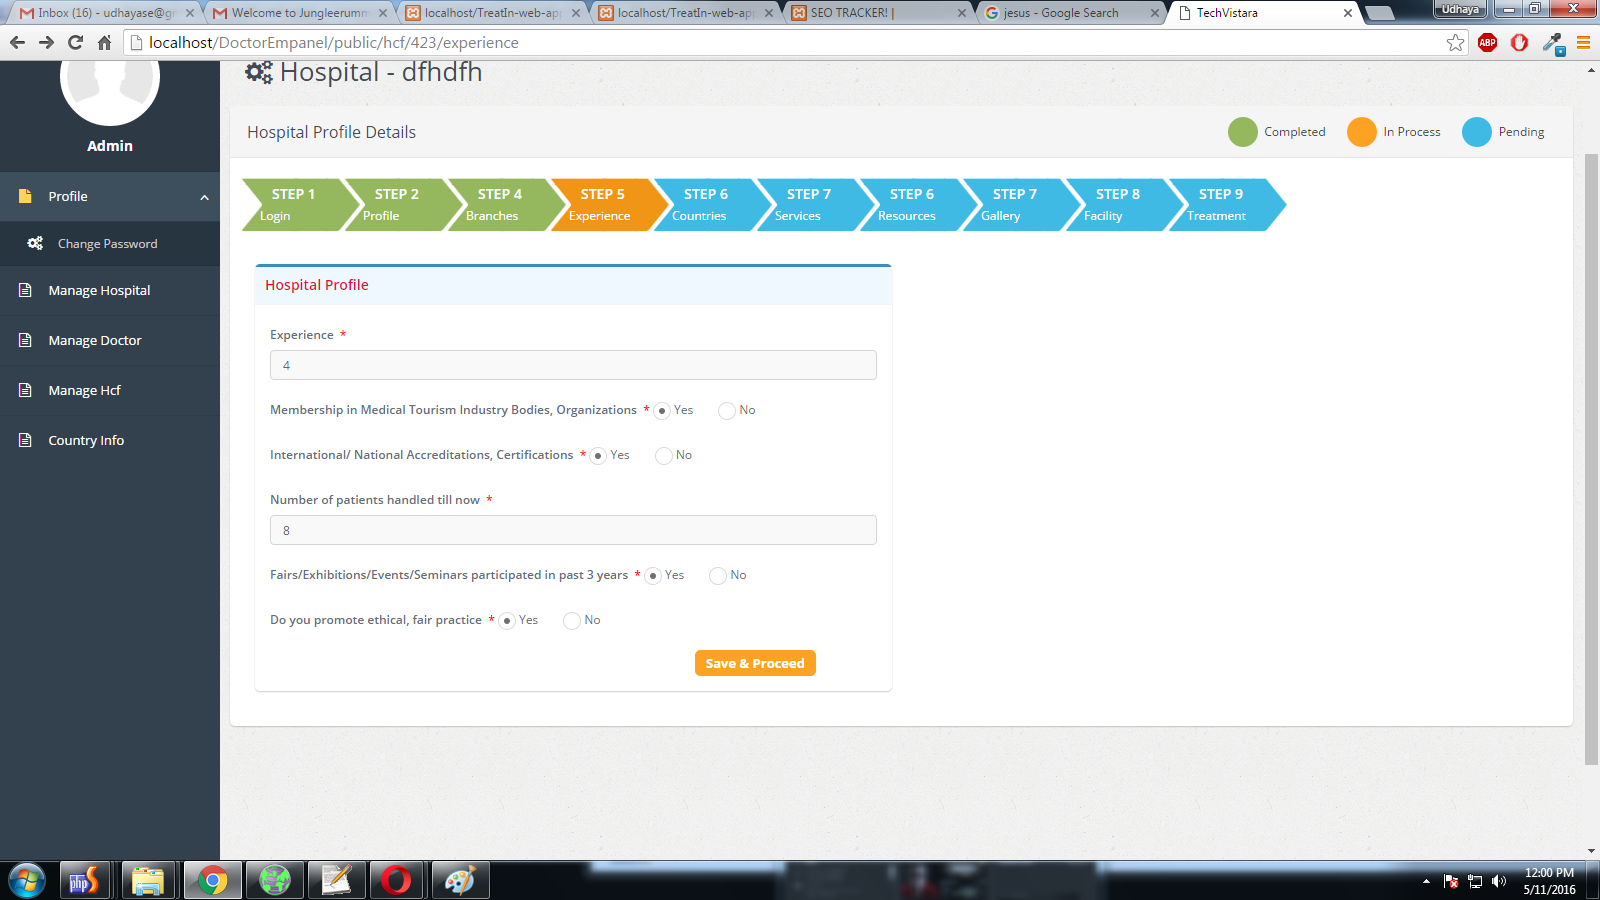 Inbox (16) - udhayase@gm
Welcome to Jungleerumm
localhost/TreatIn-web-app
localhost/TreatIn-web-app
SEO TRACKER! |
jesus - Google Search
TechVistara
Udhaya
localhost/DoctorEmpanel/public/hcf/423/experience
ABP
Admin
Profile
Change Password
Manage Hospital
Manage Doctor
Manage Hcf
Country Info
Hospital - dfhdfh
Hospital Profile Details
Completed
In Process
Pending
STEP 1
Login
STEP 2
Profile
STEP 4
Branches
STEP 5
Experience
STEP 6
Countries
STEP 7
Services
STEP 6
Resources
STEP 7
Gallery
STEP 8
Facility
STEP 9
Treatment
Hospital Profile
Experience *
4
Membership in Medical Tourism Industry Bodies, Organizations * Yes No
International/ National Accreditations, Certifications * Yes No
Number of patients handled till now *
8
Fairs/Exhibitions/Events/Seminars participated in past 3 years * Yes No
Do you promote ethical, fair practice * Yes No
Save & Proceed
php
12:00 PM
5/11/2016